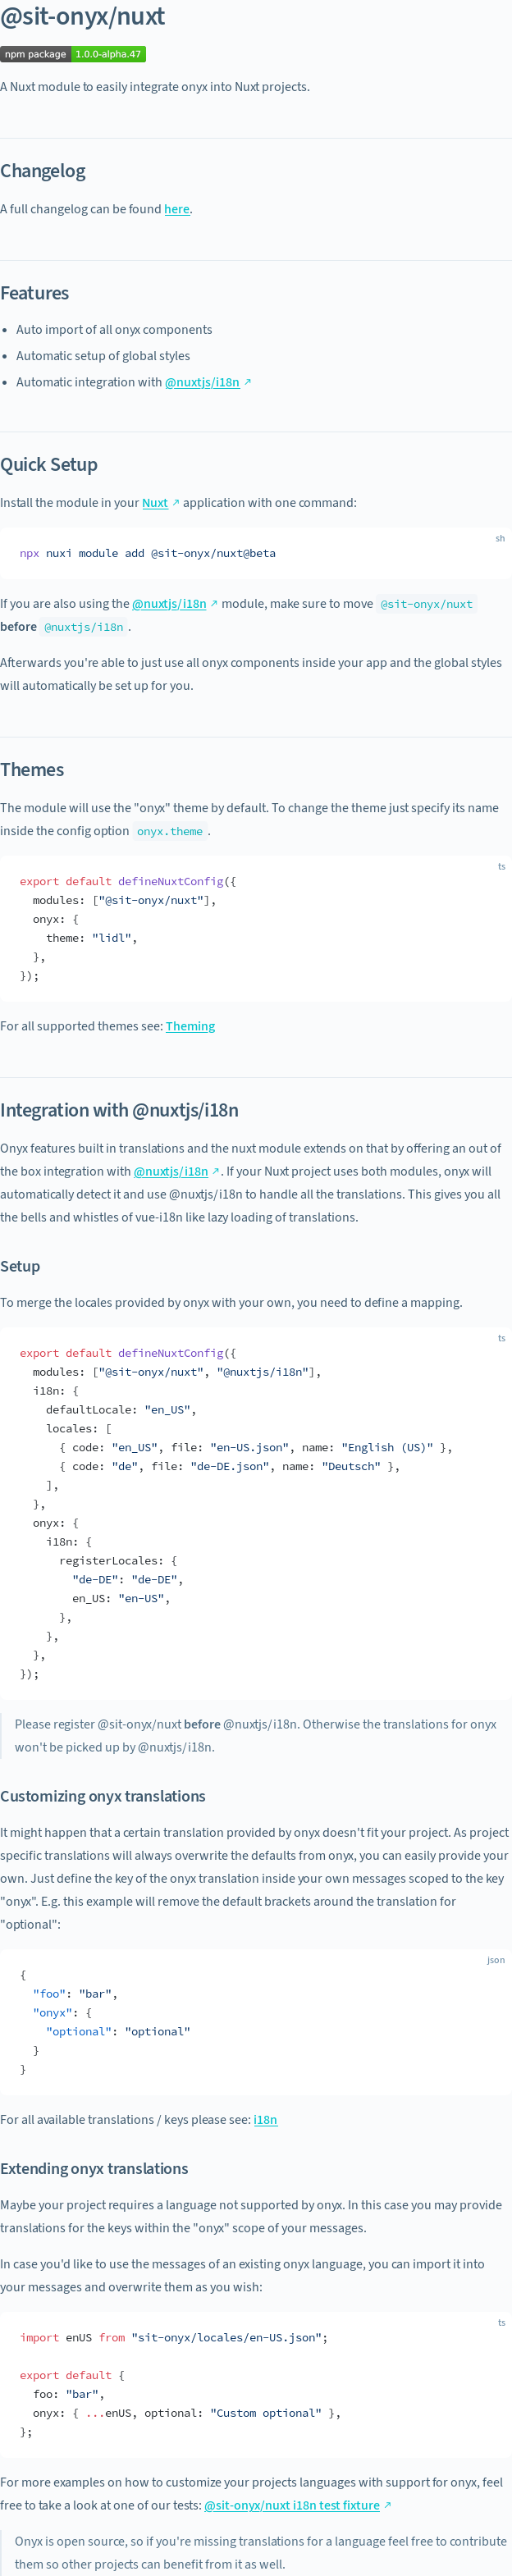 @sit-onyx/nuxt
npm package 1.0.0-alpha.47
A Nuxt module to easily integrate onyx into Nuxt projects.
Changelog
A full changelog can be found here.
Features
• Auto import of all onyx components
• Automatic setup of global styles
• Automatic integration with @nuxtjs/i18n ↗
Quick Setup
Install the module in your Nuxt ↗ application with one command:
sh
npx nuxi module add @sit-onyx/nuxt@beta
If you are also using the @nuxtjs/i18n ↗ module, make sure to move @sit-onyx/nuxt
before @nuxtjs/i18n.
Afterwards you're able to just use all onyx components inside your app and the global styles
will automatically be set up for you.
Themes
The module will use the "onyx" theme by default. To change the theme just specify its name
inside the config option onyx.theme.
ts
export default defineNuxtConfig({
  modules: ["@sit-onyx/nuxt"],
  onyx: {
    theme: "lidl",
  },
});
For all supported themes see: Theming
Integration with @nuxtjs/i18n
Onyx features built in translations and the nuxt module extends on that by offering an out of
the box integration with @nuxtjs/i18n ↗. If your Nuxt project uses both modules, onyx will
automatically detect it and use @nuxtjs/i18n to handle all the translations. This gives you all
the bells and whistles of vue-i18n like lazy loading of translations.
Setup
To merge the locales provided by onyx with your own, you need to define a mapping.
ts
export default defineNuxtConfig({
  modules: ["@sit-onyx/nuxt", "@nuxtjs/i18n"],
  i18n: {
    defaultLocale: "en_US",
    locales: [
      { code: "en_US", file: "en-US.json", name: "English (US)" },
      { code: "de", file: "de-DE.json", name: "Deutsch" },
    ],
  },
  onyx: {
    i18n: {
      registerLocales: {
        "de-DE": "de-DE",
        en_US: "en-US",
      },
    },
  },
});
Please register @sit-onyx/nuxt before @nuxtjs/i18n. Otherwise the translations for onyx
won't be picked up by @nuxtjs/i18n.
Customizing onyx translations
It might happen that a certain translation provided by onyx doesn't fit your project. As project
specific translations will always overwrite the defaults from onyx, you can easily provide your
own. Just define the key of the onyx translation inside your own messages scoped to the key
"onyx". E.g. this example will remove the default brackets around the translation for
"optional":
json
{
  "foo": "bar",
  "onyx": {
    "optional": "optional"
  }
}
For all available translations / keys please see: i18n
Extending onyx translations
Maybe your project requires a language not supported by onyx. In this case you may provide
translations for the keys within the "onyx" scope of your messages.
In case you'd like to use the messages of an existing onyx language, you can import it into
your messages and overwrite them as you wish:
ts
import enUS from "sit-onyx/locales/en-US.json";
export default {
  foo: "bar",
  onyx: { ...enUS, optional: "Custom optional" },
};
For more examples on how to customize your projects languages with support for onyx, feel
free to take a look at one of our tests: @sit-onyx/nuxt i18n test fixture ↗
Onyx is open source, so if you're missing translations for a language feel free to contribute
them so other projects can benefit from it as well.